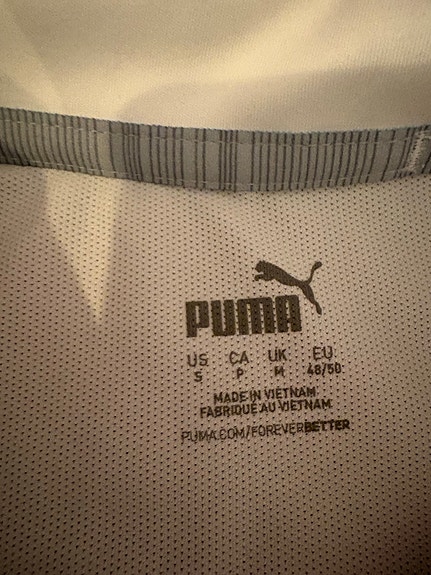 PUMA
US CA UK EU
S P M 48/50
MADE IN VIETNAM
FABRIQUÉ AU VIETNAM
PUMA.COM/FOREVERBETTER